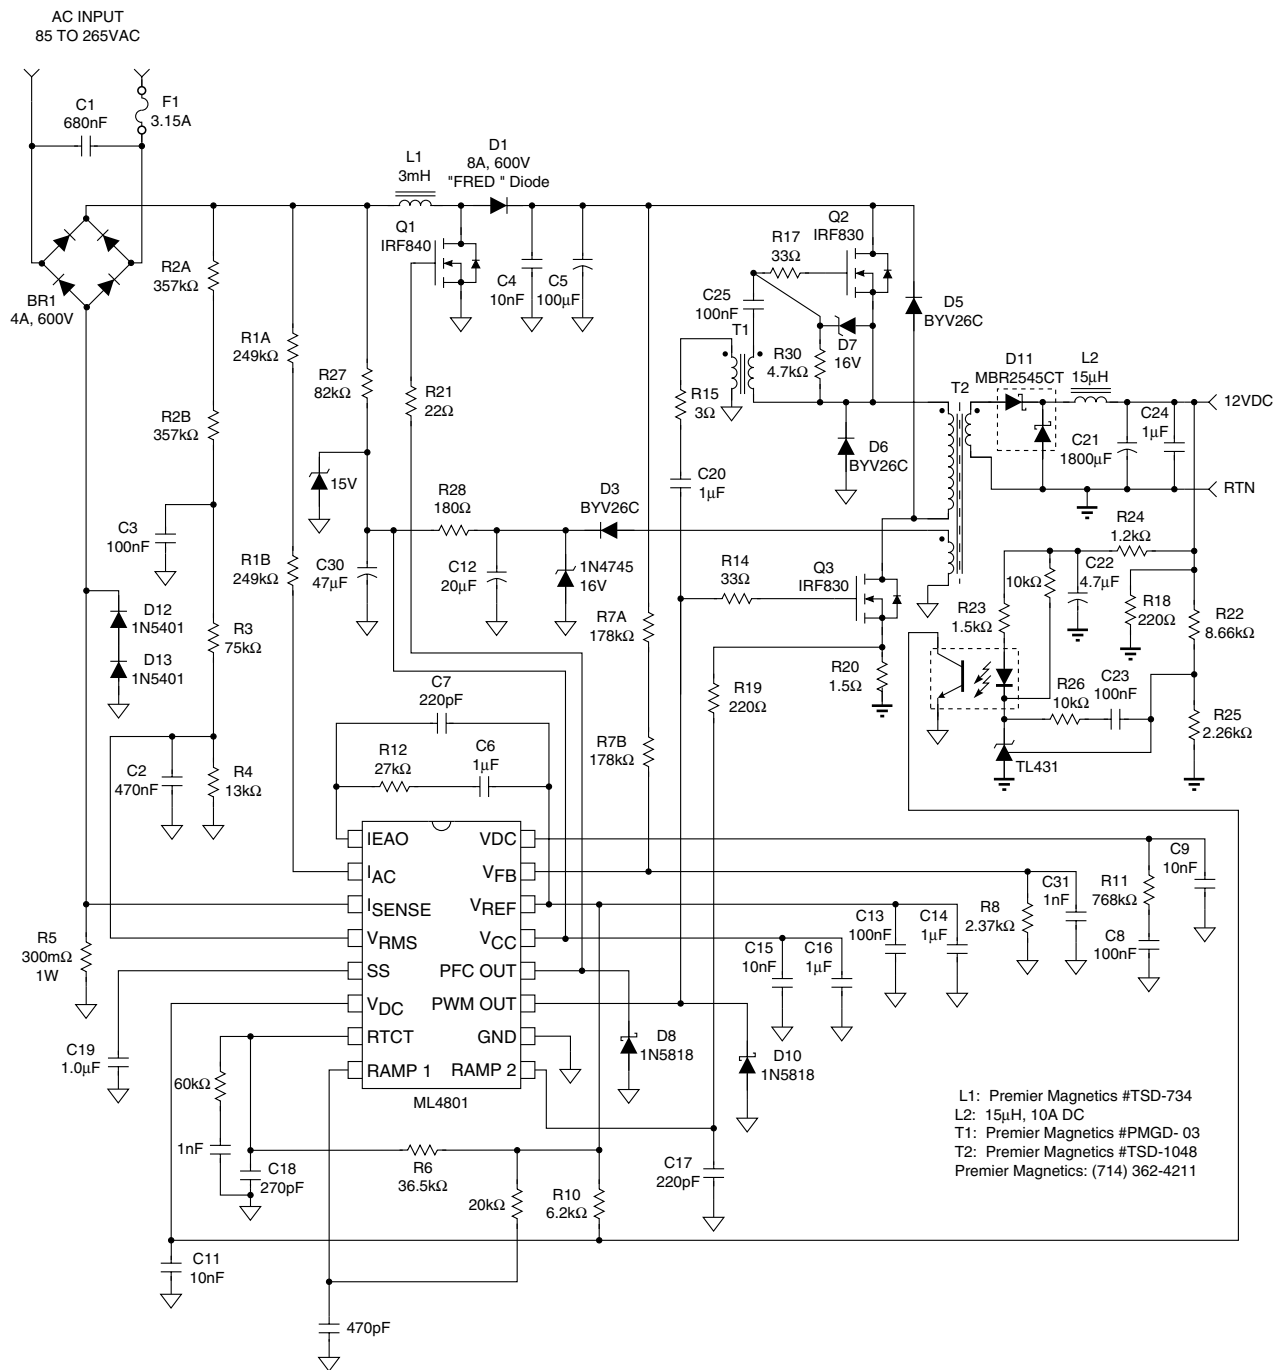 AC INPUT
85 TO 265VAC
C1
680nF
F1
3.15A
L1
3mH
D1
8A, 600V
"FRED " Diode
Q1
IRF840
Q2
IRF830
R17
33Ω
R2A
357kΩ
BR1
4A, 600V
C4
10nF
C5
100µF
C25
100nF
D5
BYV26C
T1
R1A
249kΩ
D7
16V
R30
4.7kΩ
D11
MBR2545CT
L2
15µH
R27
82kΩ
R21
22Ω
R15
3Ω
T2
12VDC
R2B
357kΩ
C24
1µF
C21
1800µF
D6
BYV26C
15V
C20
1µF
RTN
R28
180Ω
D3
BYV26C
C3
100nF
R24
1.2kΩ
R1B
249kΩ
C30
47µF
C12
20µF
1N4745
16V
R14
33Ω
Q3
IRF830
10kΩ
C22
4.7µF
D12
1N5401
R23
1.5kΩ
R18
220Ω
R22
8.66kΩ
R3
75kΩ
R7A
178kΩ
D13
1N5401
C7
220pF
R19
220Ω
R20
1.5Ω
R26
10kΩ
C23
100nF
R25
2.26kΩ
R12
27kΩ
C6
1µF
R7B
178kΩ
C2
470nF
R4
13kΩ
TL431
IEAO
VDC
IAC
VFB
ISENSE
VREF
VRMS
VCC
SS
PFC OUT
VDC
PWM OUT
RTCT
GND
RAMP 1
RAMP 2
ML4801
C9
10nF
C31
1nF
R11
768kΩ
R8
2.37kΩ
C13
100nF
C14
1µF
R5
300mΩ
1W
C15
10nF
C16
1µF
C8
100nF
C19
1.0µF
D8
1N5818
D10
1N5818
60kΩ
1nF
C18
270pF
R6
36.5kΩ
C17
220pF
20kΩ
R10
6.2kΩ
L1: Premier Magnetics #TSD-734
L2: 15µH, 10A DC
T1: Premier Magnetics #PMGD- 03
T2: Premier Magnetics #TSD-1048
Premier Magnetics: (714) 362-4211
C11
10nF
470pF